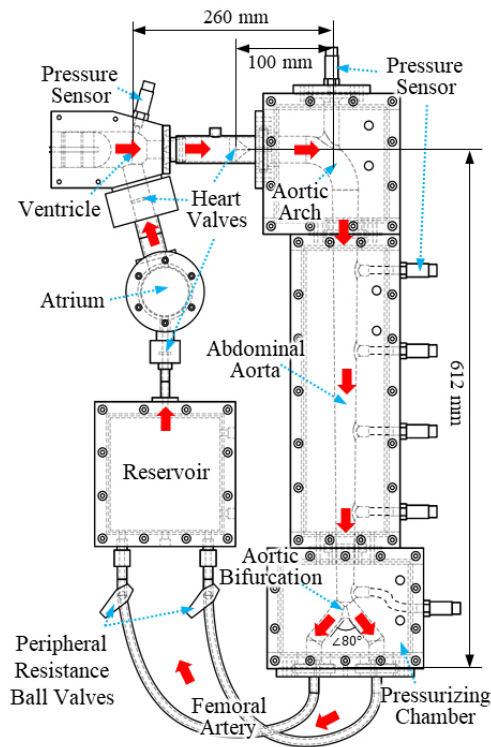 260 mm
100 mm
Pressure
Sensor
Pressure
Sensor
Ventricle
Heart
Valves
Aortic
Arch
Atrium
Abdominal
Aorta
612 mm
Reservoir
Aortic
Bifurcation
∠80°
Peripheral
Resistance
Ball Valves
Femoral
Artery
Pressurizing
Chamber